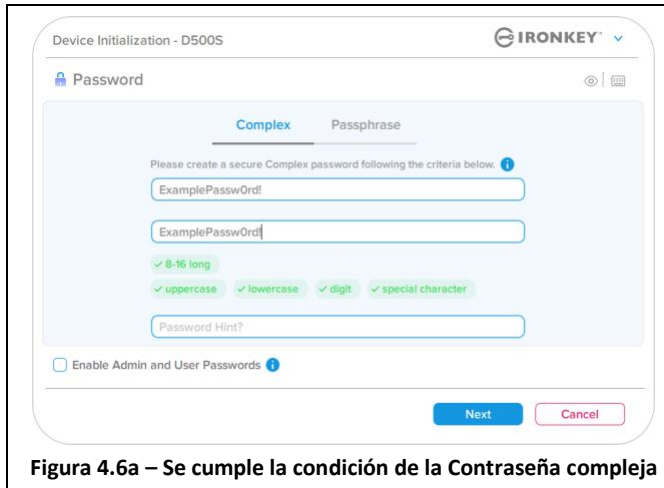 Device Initialization - D500S
IRONKEY
Password
Complex Passphrase
Please create a secure Complex password following the criteria below.
ExamplePassw0rd!
ExamplePassw0rd!
✓ 8-16 long
✓ uppercase ✓ lowercase ✓ digit ✓ special character
Password Hint?
Enable Admin and User Passwords
Next Cancel
Figura 4.6a – Se cumple la condición de la Contraseña compleja